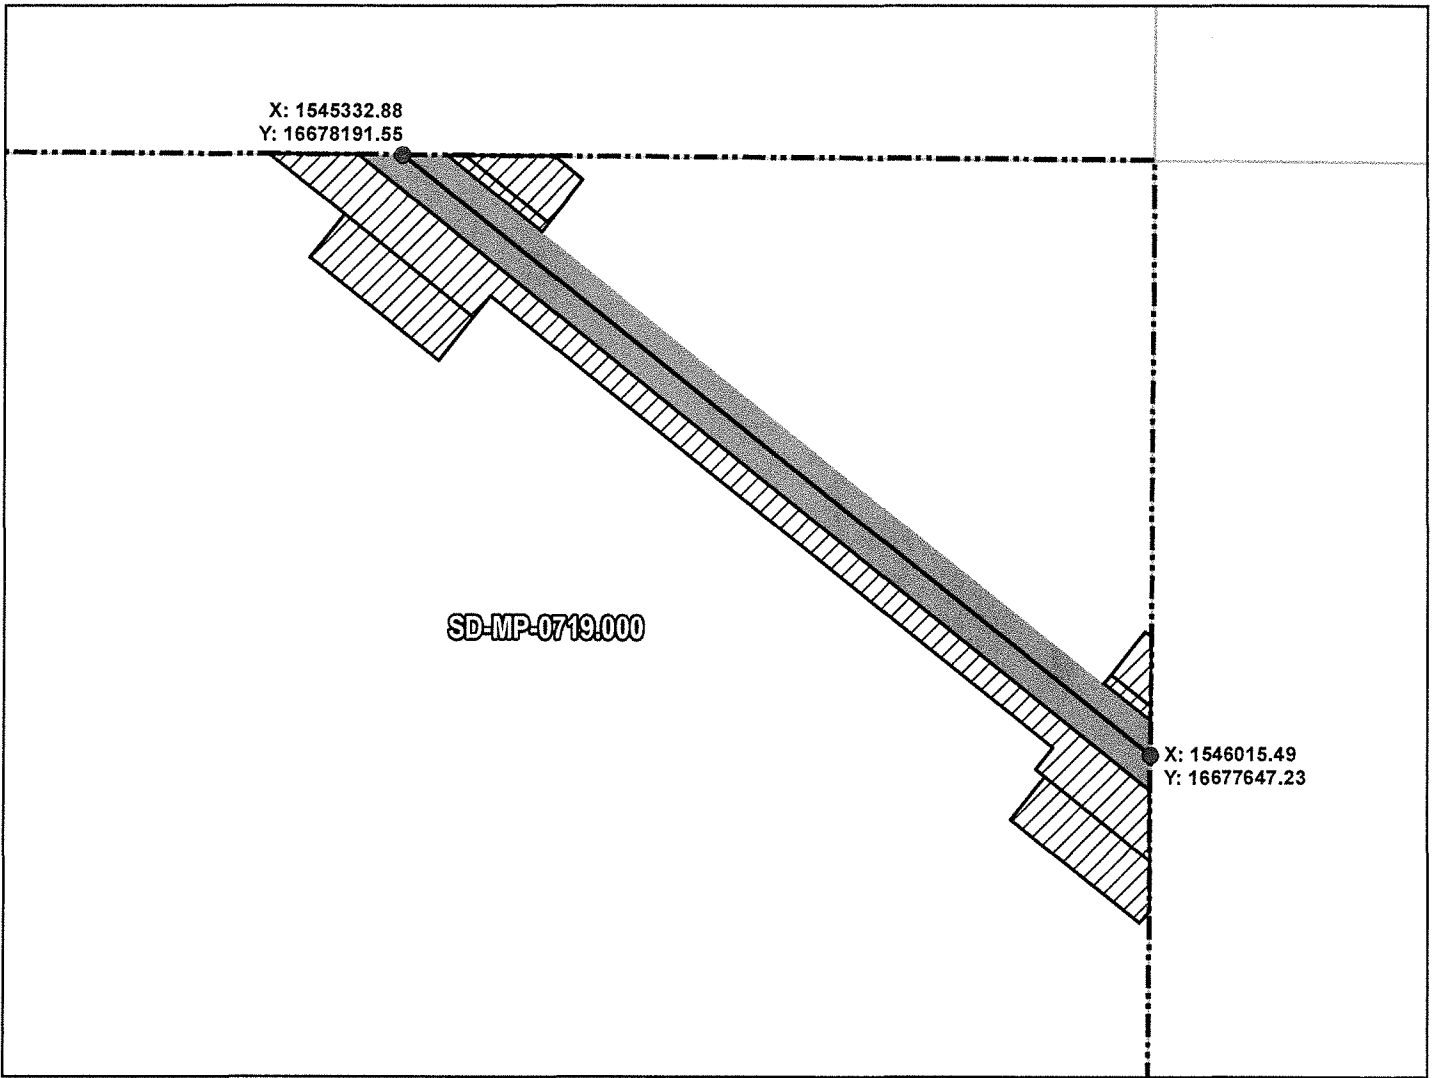 X: 1545332.88
Y: 16678191.55
SD-MP-0719.000
X: 1546015.49
Y: 16677647.23